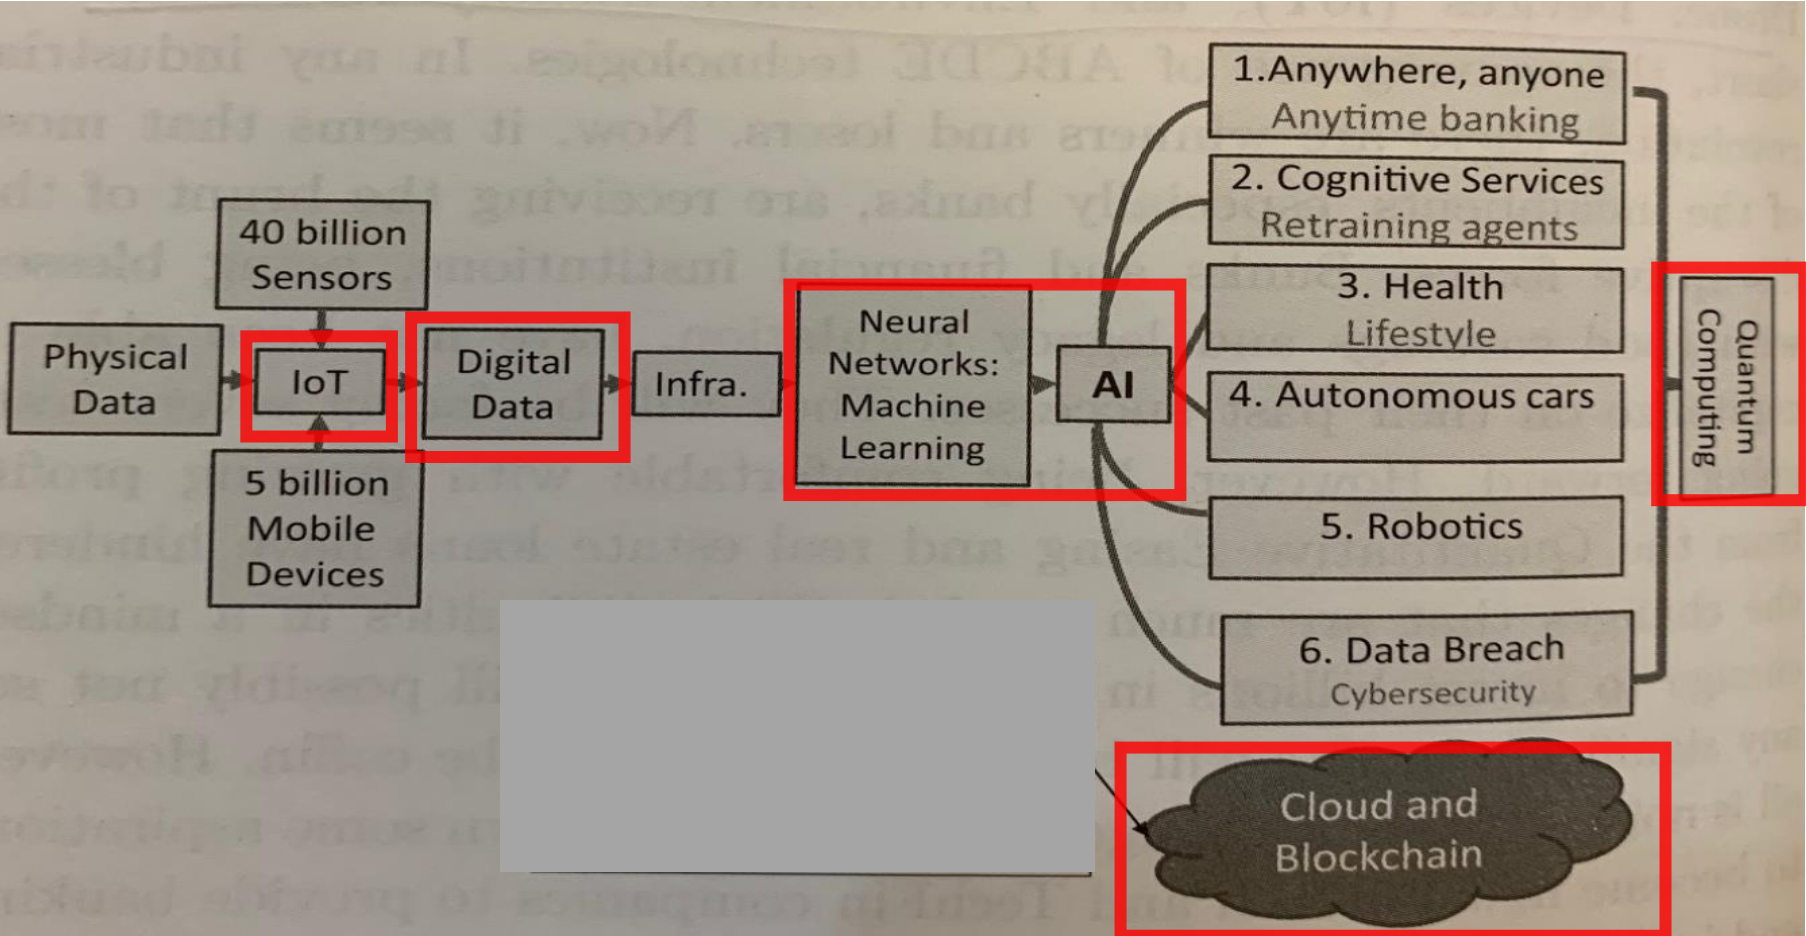 40 billion
Sensors
Physical
Data
IoT
Digital
Data
Infra.
5 billion
Mobile
Devices
Neural
Networks:
Machine
Learning
AI
1.Anywhere, anyone
Anytime banking
2. Cognitive Services
Retraining agents
3. Health
Lifestyle
4. Autonomous cars
5. Robotics
6. Data Breach
Cybersecurity
Quantum
Computing
Cloud and
Blockchain